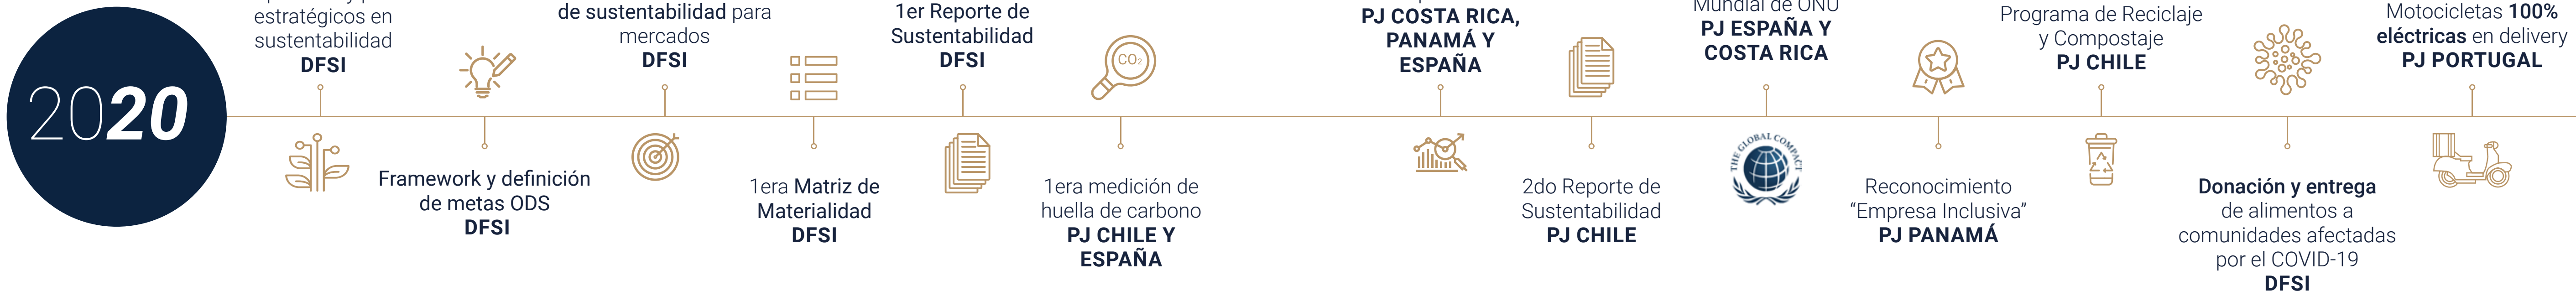 2020
estratégicos en
sustentabilidad
DFSI
Framework y definición
de metas ODS
DFSI
de sustentabilidad para
mercados
DFSI
1era Matriz de
Materialidad
DFSI
1er Reporte de
Sustentabilidad
DFSI
CO₂
1era medición de
huella de carbono
PJ CHILE Y
ESPAÑA
PJ COSTA RICA,
PANAMÁ Y
ESPAÑA
2do Reporte de
Sustentabilidad
PJ CHILE
Mundial de ONU
PJ ESPAÑA Y
COSTA RICA
THE GLOBAL COMPACT
Reconocimiento
“Empresa Inclusiva”
PJ PANAMÁ
Programa de Reciclaje
y Compostaje
PJ CHILE
Donación y entrega
de alimentos a
comunidades afectadas
por el COVID-19
DFSI
Motocicletas 100%
eléctricas en delivery
PJ PORTUGAL